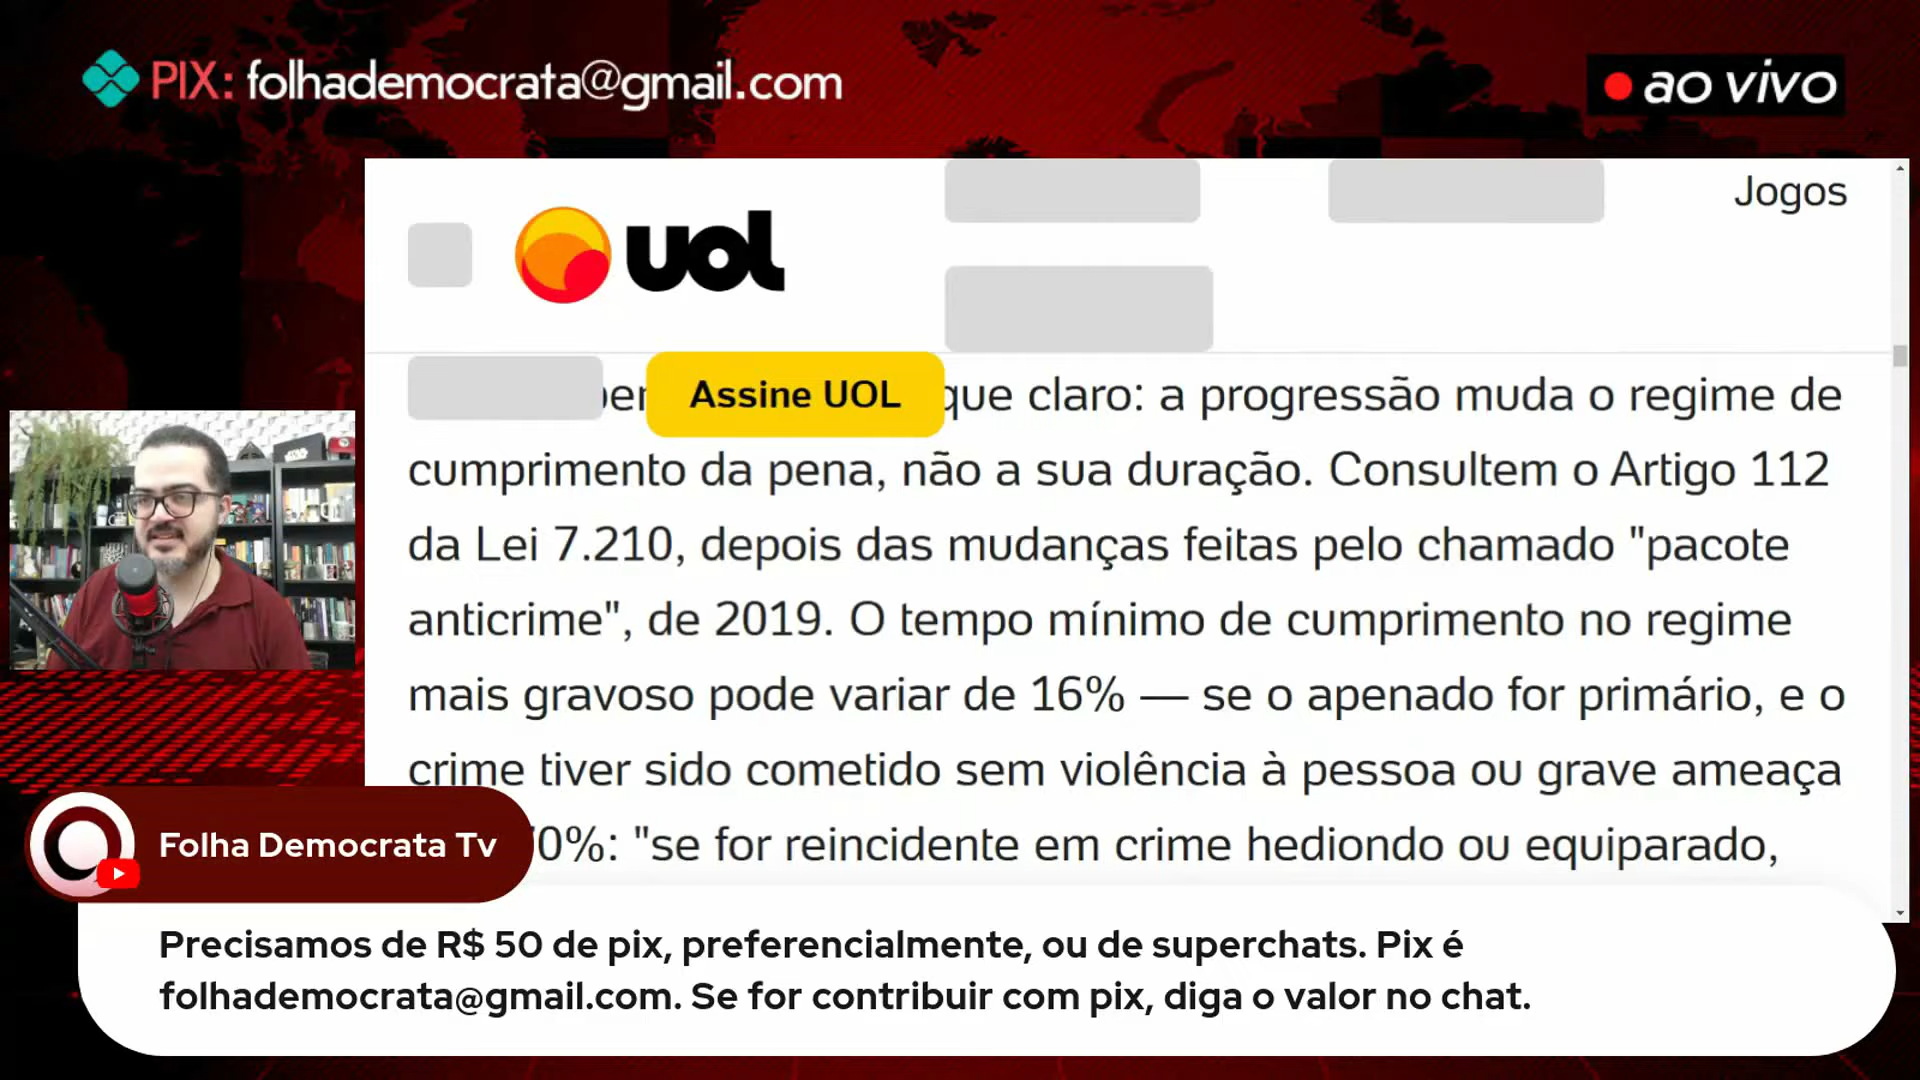 PIX: folhademocrata@gmail.com
ao vivo
Jogos
uol
Assine UOL
que claro: a progressão muda o regime de
cumprimento da pena, não a sua duração. Consultem o Artigo 112
da Lei 7.210, depois das mudanças feitas pelo chamado "pacote
anticrime", de 2019. O tempo mínimo de cumprimento no regime
mais gravoso pode variar de 16% — se o apenado for primário, e o
crime tiver sido cometido sem violência à pessoa ou grave ameaça
0%: "se for reincidente em crime hediondo ou equiparado,
Folha Democrata Tv
Precisamos de R$ 50 de pix, preferencialmente, ou de superchats. Pix é
folhademocrata@gmail.com. Se for contribuir com pix, diga o valor no chat.